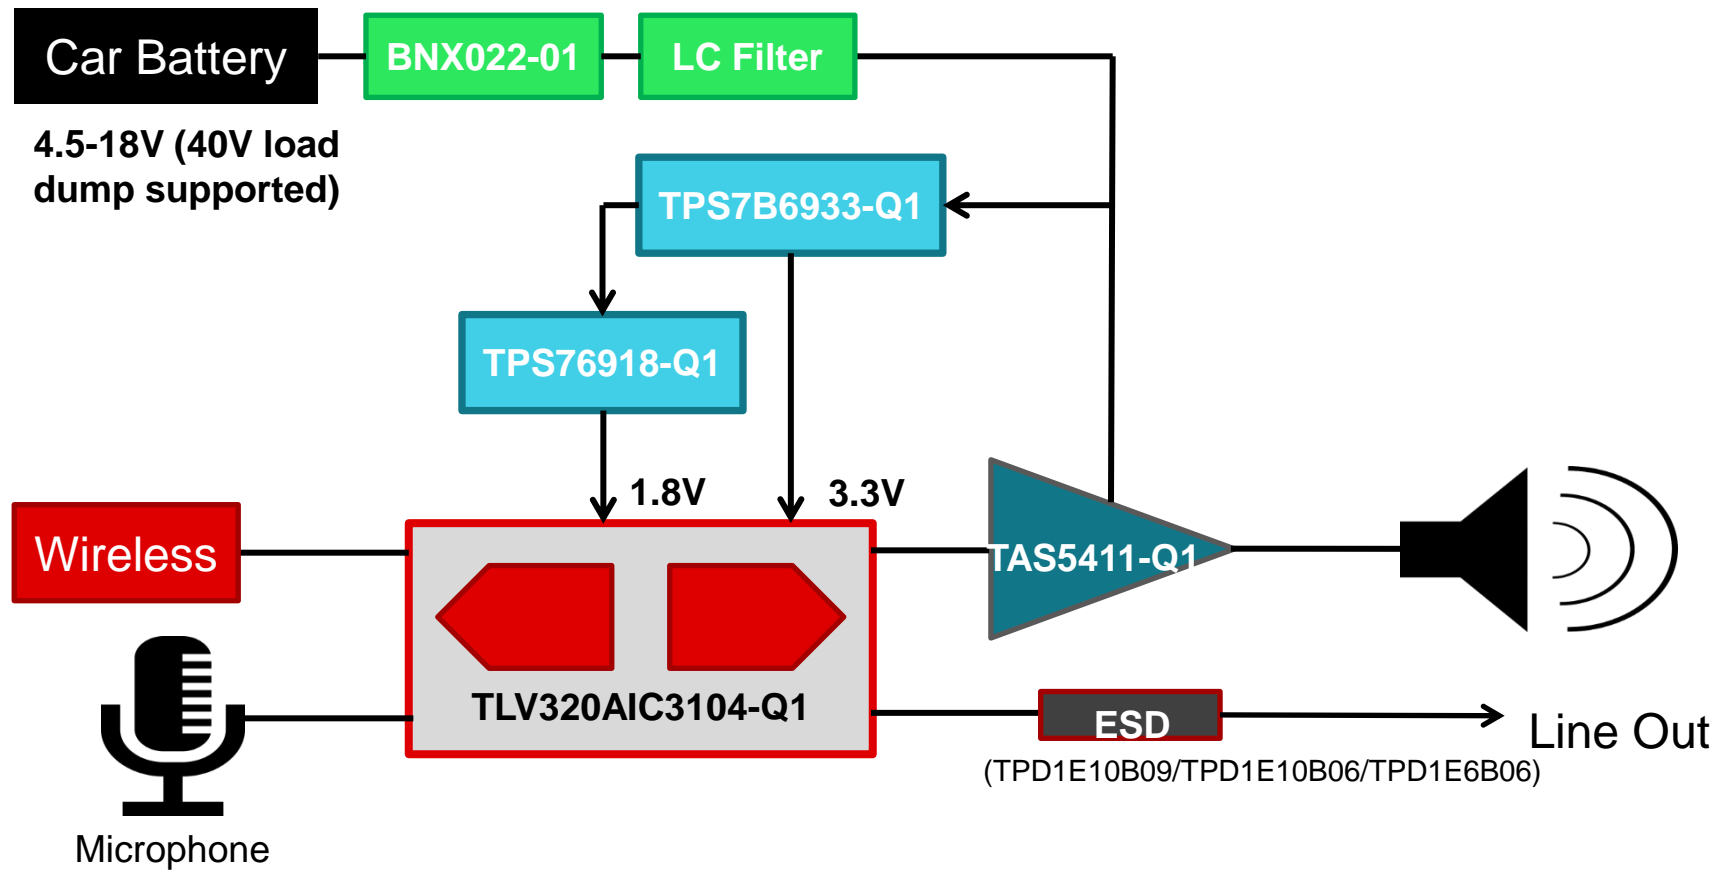 Car Battery
BNX022-01
LC Filter
4.5-18V (40V load
dump supported)
TPS7B6933-Q1
TPS76918-Q1
1.8V
3.3V
Wireless
TAS5411-Q1
TLV320AIC3104-Q1
ESD
Line Out
(TPD1E10B09/TPD1E10B06/TPD1E6B06)
Microphone